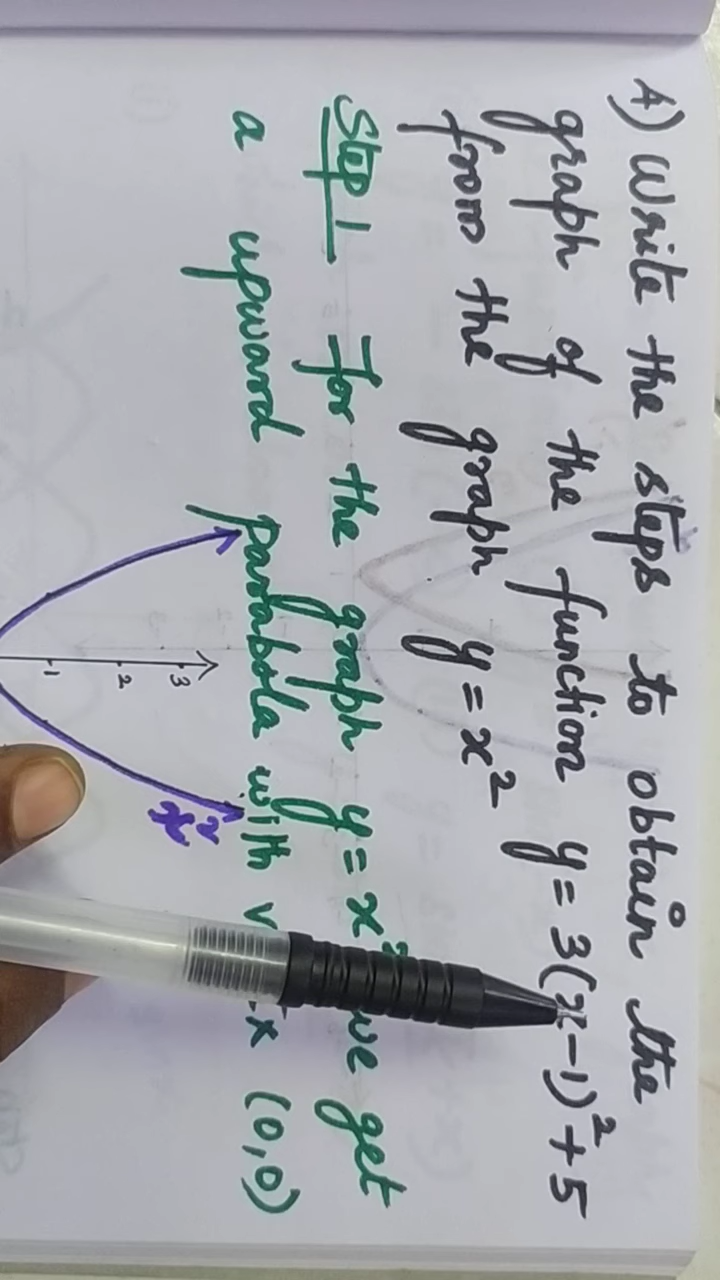 A) Write the steps to obtain the
graph of the function y = 3(x-1)² + 5
from the graph y = x²
Step 1 For the graph y = x² we get
a upward parabola with (0,0)
3
2
1
x²